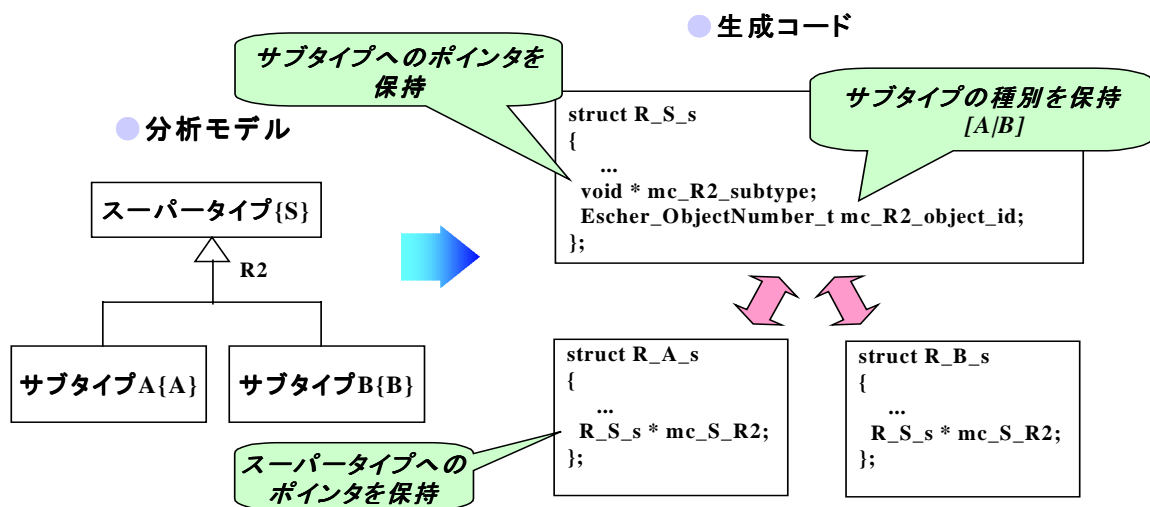 生成コード
サブタイプへのポインタを
保持
サブタイプの種別を保持
[A|B]
struct R_S_s
{
...
void * mc_R2_subtype;
Escher_ObjectNumber_t mc_R2_object_id;
};
分析モデル
スーパータイプ{S}
R2
サブタイプA{A}
サブタイプB{B}
struct R_A_s
{
...
R_S_s * mc_S_R2;
};
struct R_B_s
{
...
R_S_s * mc_S_R2;
};
スーパータイプへの
ポインタを保持